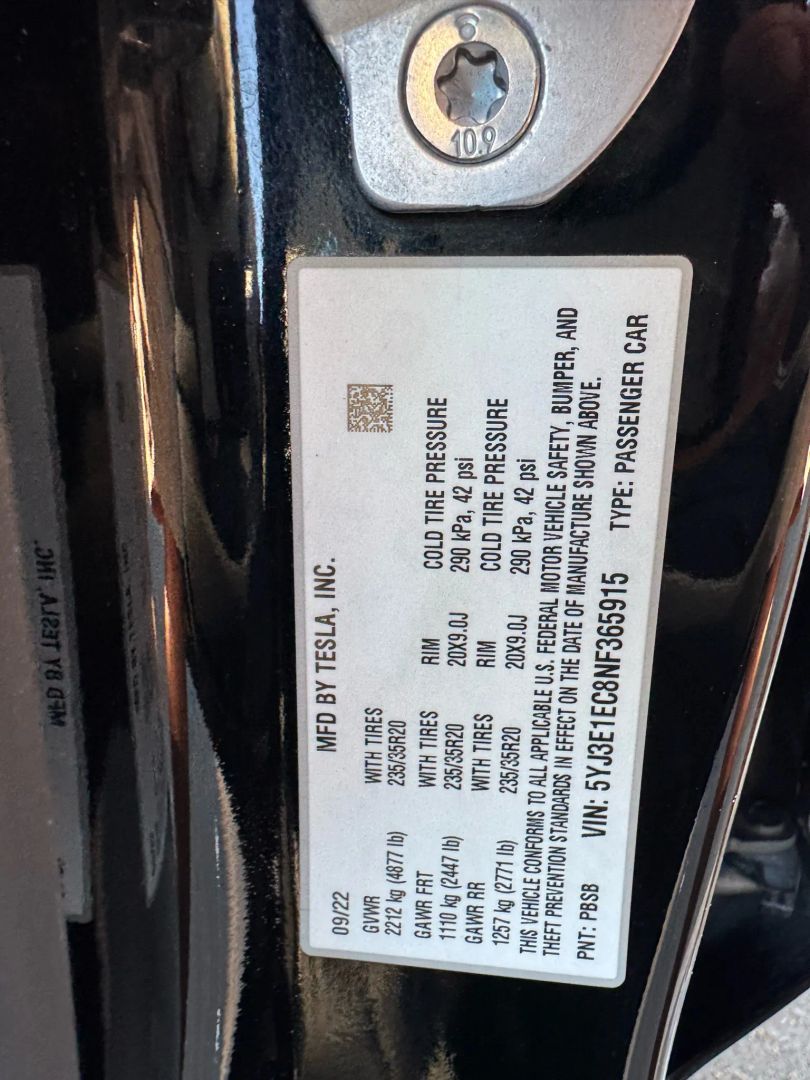 10.9
09/22 MFD BY TESLA, INC.
GVWR WITH TIRES
2212 kg (4877 lb) 235/35R20
GAWR FRT WITH TIRES RIM COLD TIRE PRESSURE
1110 kg (2447 lb) 235/35R20 20X9.0J 290 kPa, 42 psi
GAWR RR WITH TIRES RIM COLD TIRE PRESSURE
1257 kg (2771 lb) 235/35R20 20X9.0J 290 kPa, 42 psi
THIS VEHICLE CONFORMS TO ALL APPLICABLE U.S. FEDERAL MOTOR VEHICLE SAFETY, BUMPER, AND
THEFT PREVENTION STANDARDS IN EFFECT ON THE DATE OF MANUFACTURE SHOWN ABOVE.
PNT: PBSB VIN: 5YJ3E1EC8NF365915 TYPE: PASSENGER CAR
MFD BY TESLA, INC.